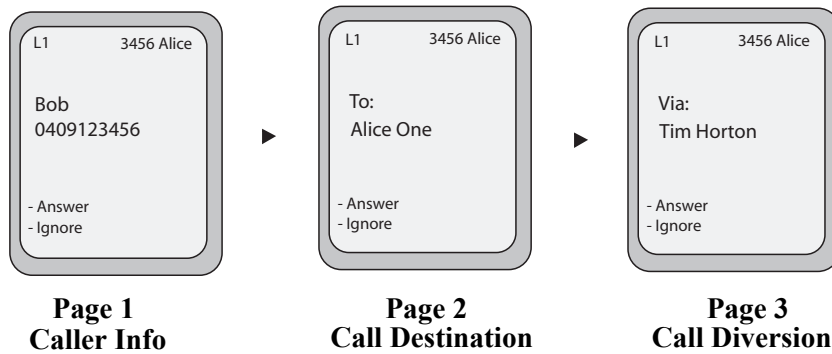 L1 3456 Alice
Bob
0409123456
- Answer
- Ignore
Page 1
Caller Info
L1 3456 Alice
To:
Alice One
- Answer
- Ignore
Page 2
Call Destination
L1 3456 Alice
Via:
Tim Horton
- Answer
- Ignore
Page 3
Call Diversion